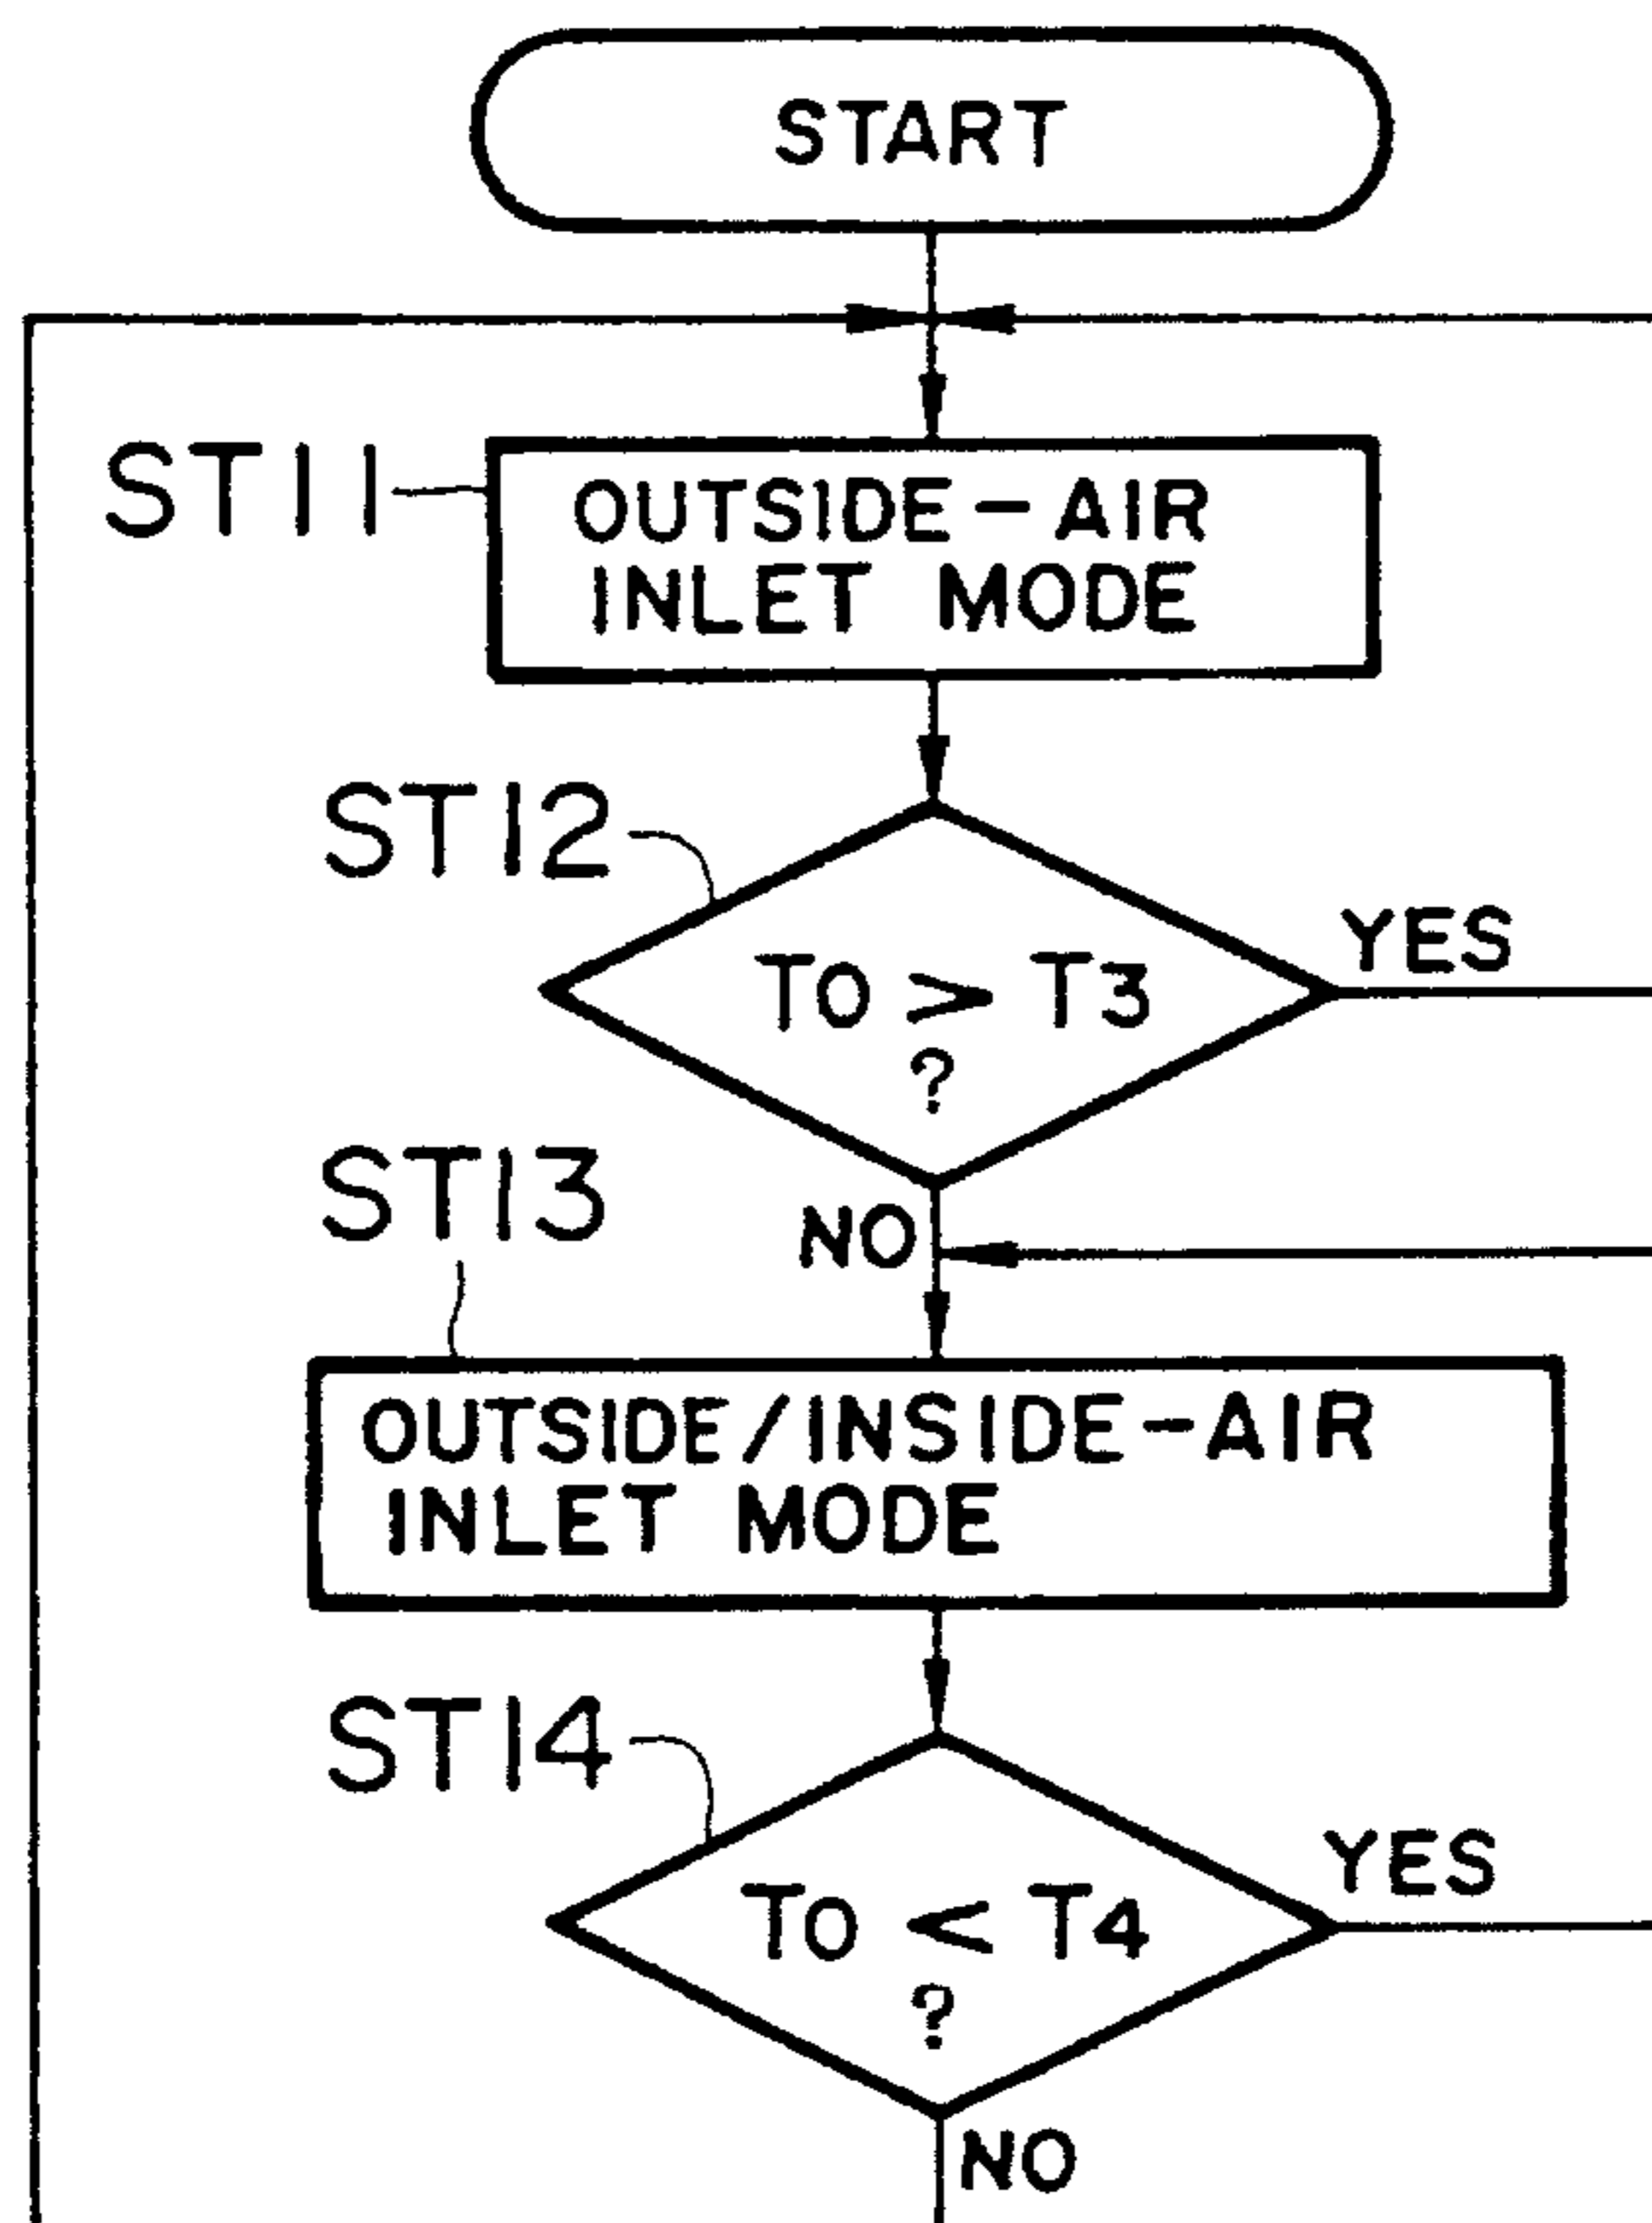 START
ST11
OUTSIDE-AIR
INLET MODE
ST12
YES
TO > T3
?
ST13
NO
OUTSIDE/INSIDE-AIR
INLET MODE
ST14
YES
TO < T4
?
NO